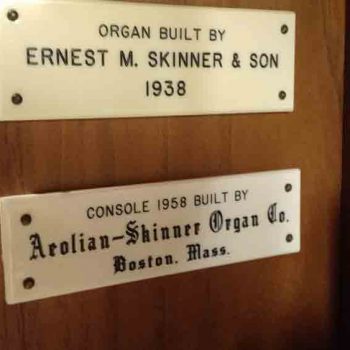 ORGAN BUILT BY
ERNEST M. SKINNER & SON
1938
CONSOLE 1958 BUILT BY
Aeolian-Skinner Organ Co.
Boston, Mass.